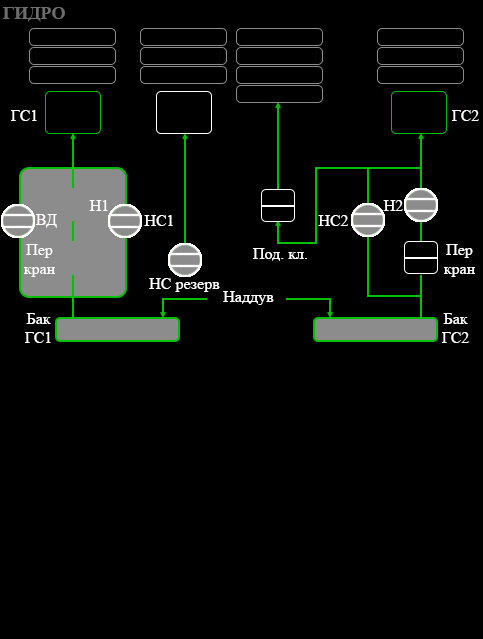 ГИДРО
ГС1
ГС2
ВД
Н1
НС1
НС2
Н2
Пер
кран
Под. кл.
Пер
кран
НС резерв
Наддув
Бак
ГС1
Бак
ГС2